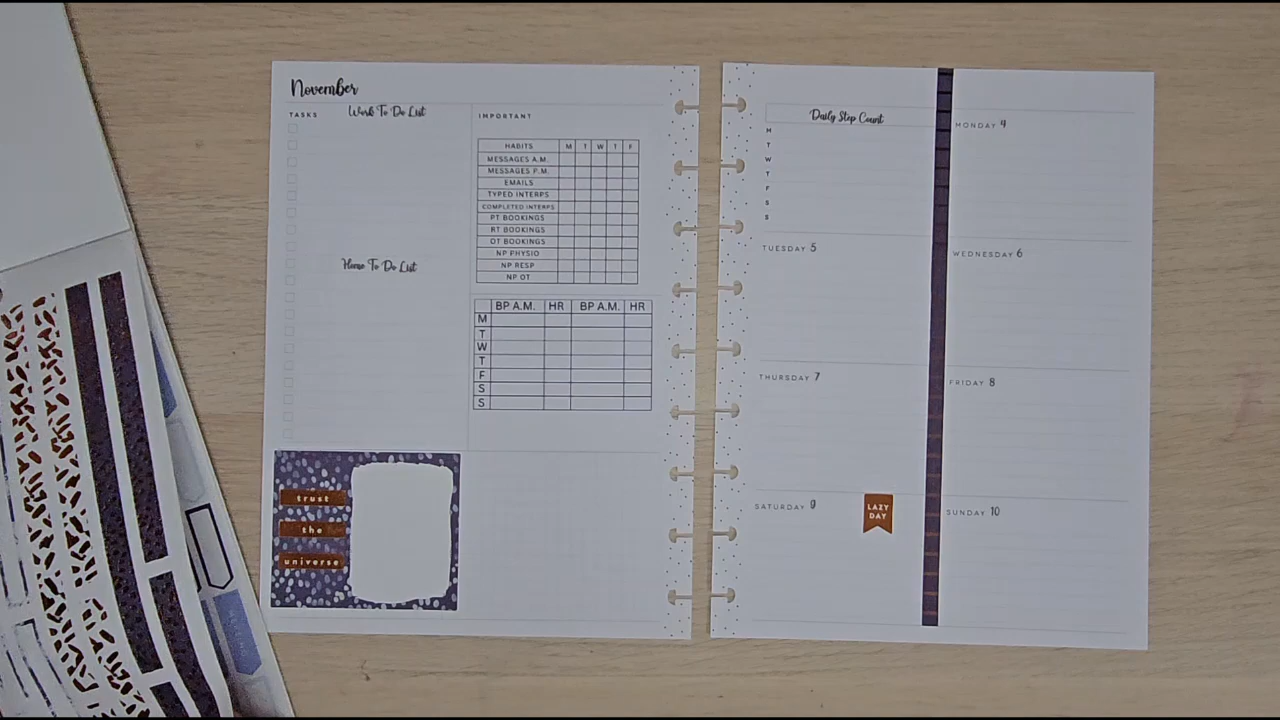 November
TASKS
Work To Do List
Home To Do List
trust
the
universe
IMPORTANT
HABITS M T W T F
MESSAGES A.M.
MESSAGES P.M.
EMAILS
TYPED INTERPS
COMPLETED INTERPS
PT BOOKINGS
RT BOOKINGS
OT BOOKINGS
NP PHYSIO
NP RESP
NP OT
BP A.M. HR BP A.M. HR
M
T
W
T
F
S
S
Daily Step Count
M
T
W
T
F
S
S
MONDAY 4
TUESDAY 5
WEDNESDAY 6
THURSDAY 7
FRIDAY 8
SATURDAY 9
LAZY
DAY
SUNDAY 10